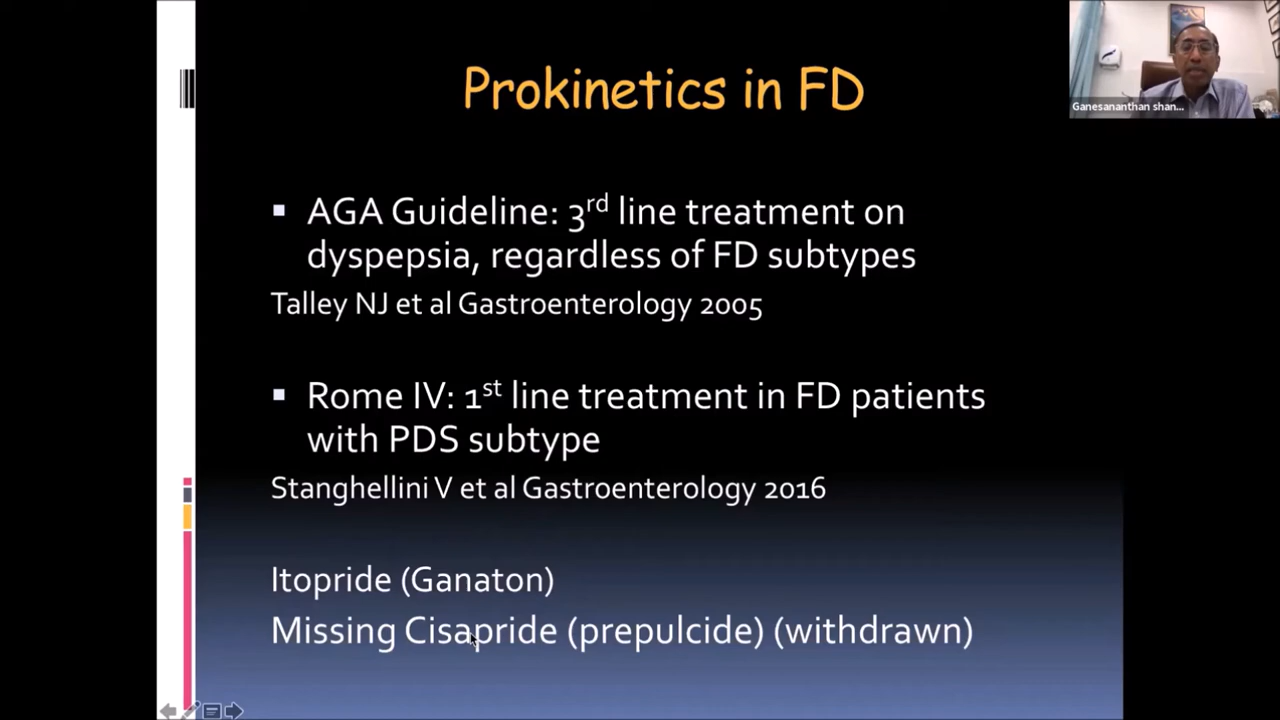 Prokinetics in FD
Ganesananthan shan...
▪ AGA Guideline: 3rd line treatment on
dyspepsia, regardless of FD subtypes
Talley NJ et al Gastroenterology 2005
▪ Rome IV: 1st line treatment in FD patients
with PDS subtype
Stanghellini V et al Gastroenterology 2016
Itopride (Ganaton)
Missing Cisapride (prepulcide) (withdrawn)